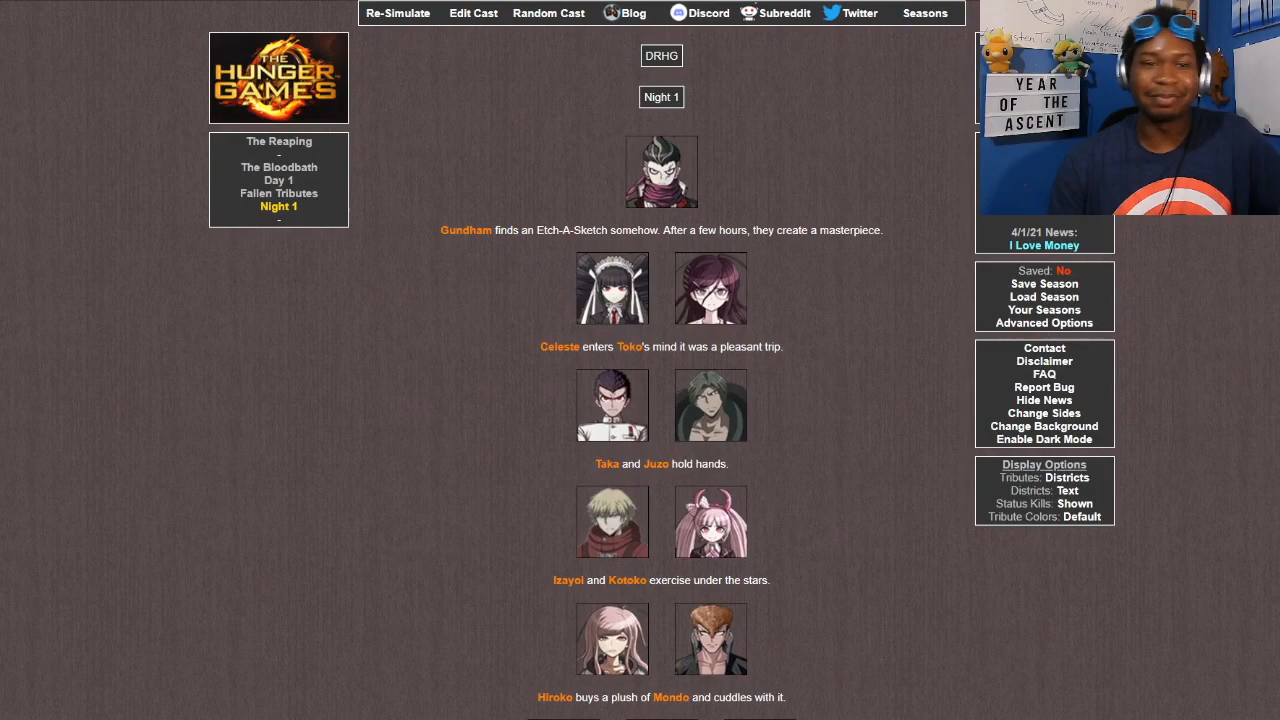 Re-Simulate Edit Cast Random Cast Blog Discord Subreddit Twitter Seasons
THE
HUNGER
GAMES
The Reaping
-
The Bloodbath
Day 1
Fallen Tributes
Night 1
-
DRHG
Night 1
Gundham finds an Etch-A-Sketch somehow. After a few hours, they create a masterpiece.
Celeste enters Toko's mind it was a pleasant trip.
Taka and Juzo hold hands.
Izayoi and Kotoko exercise under the stars.
Hiroko buys a plush of Mondo and cuddles with it.
YEAR
OF THE
ASCENT
4/1/21 News:
I Love Money
Saved: No
Save Season
Load Season
Your Seasons
Advanced Options
Contact
Disclaimer
FAQ
Report Bug
Hide News
Change Sides
Change Background
Enable Dark Mode
Display Options
Tributes: Districts
Districts: Text
Status Kills: Shown
Tribute Colors: Default